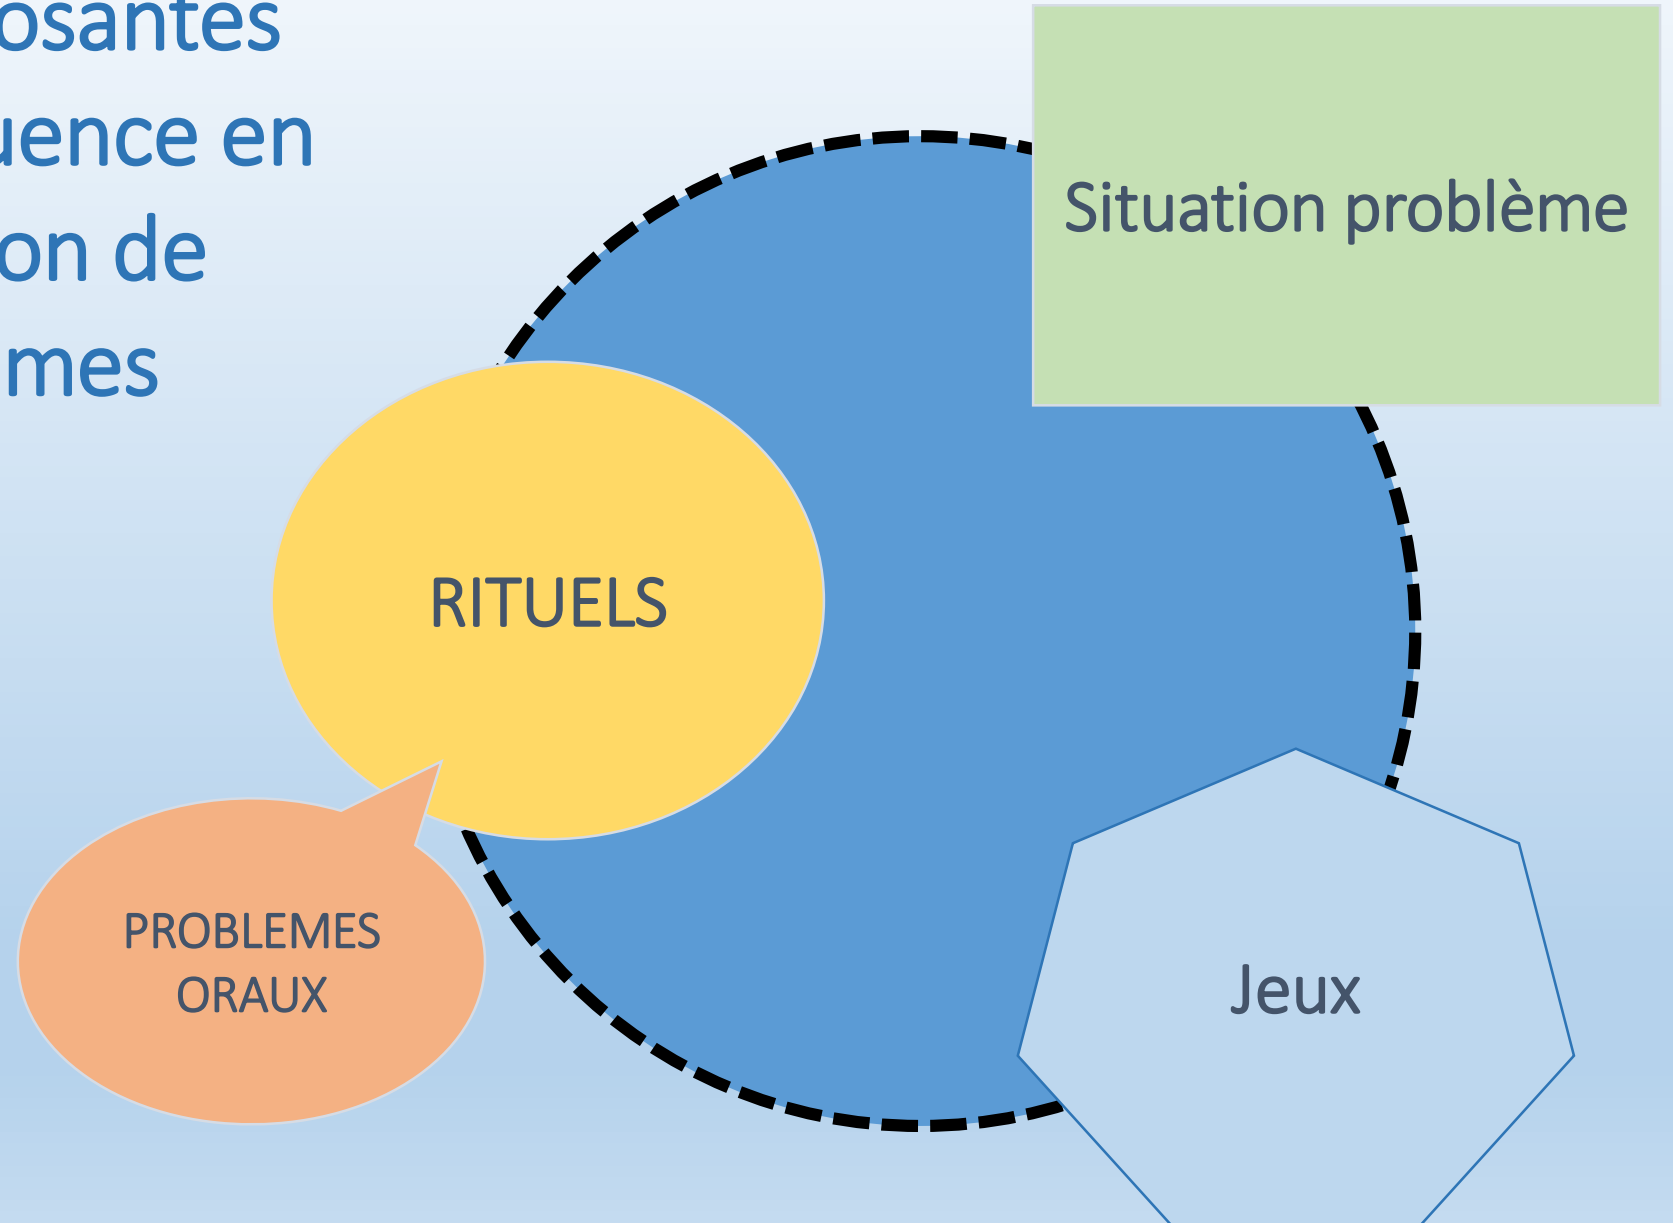 osantes
uence en
on de
mes
Situation problème
RITUELS
PROBLEMES
ORAUX
Jeux